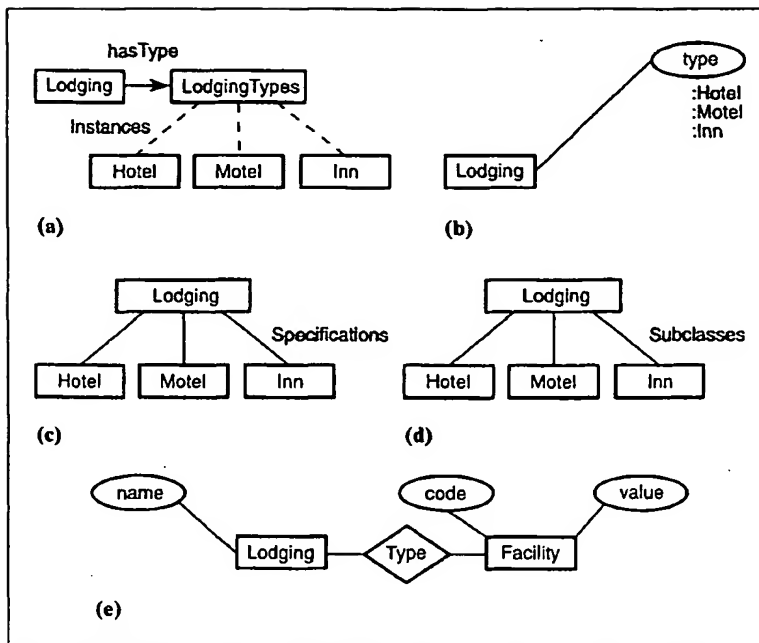 hasType
Lodging LodgingTypes
Instances
Hotel Motel Inn
(a)
type
:Hotel
:Motel
:Inn
Lodging
(b)
Lodging
Specifications
Hotel Motel Inn
(c)
Lodging
Subclasses
Hotel Motel Inn
(d)
name code value
Lodging Type Facility
(e)